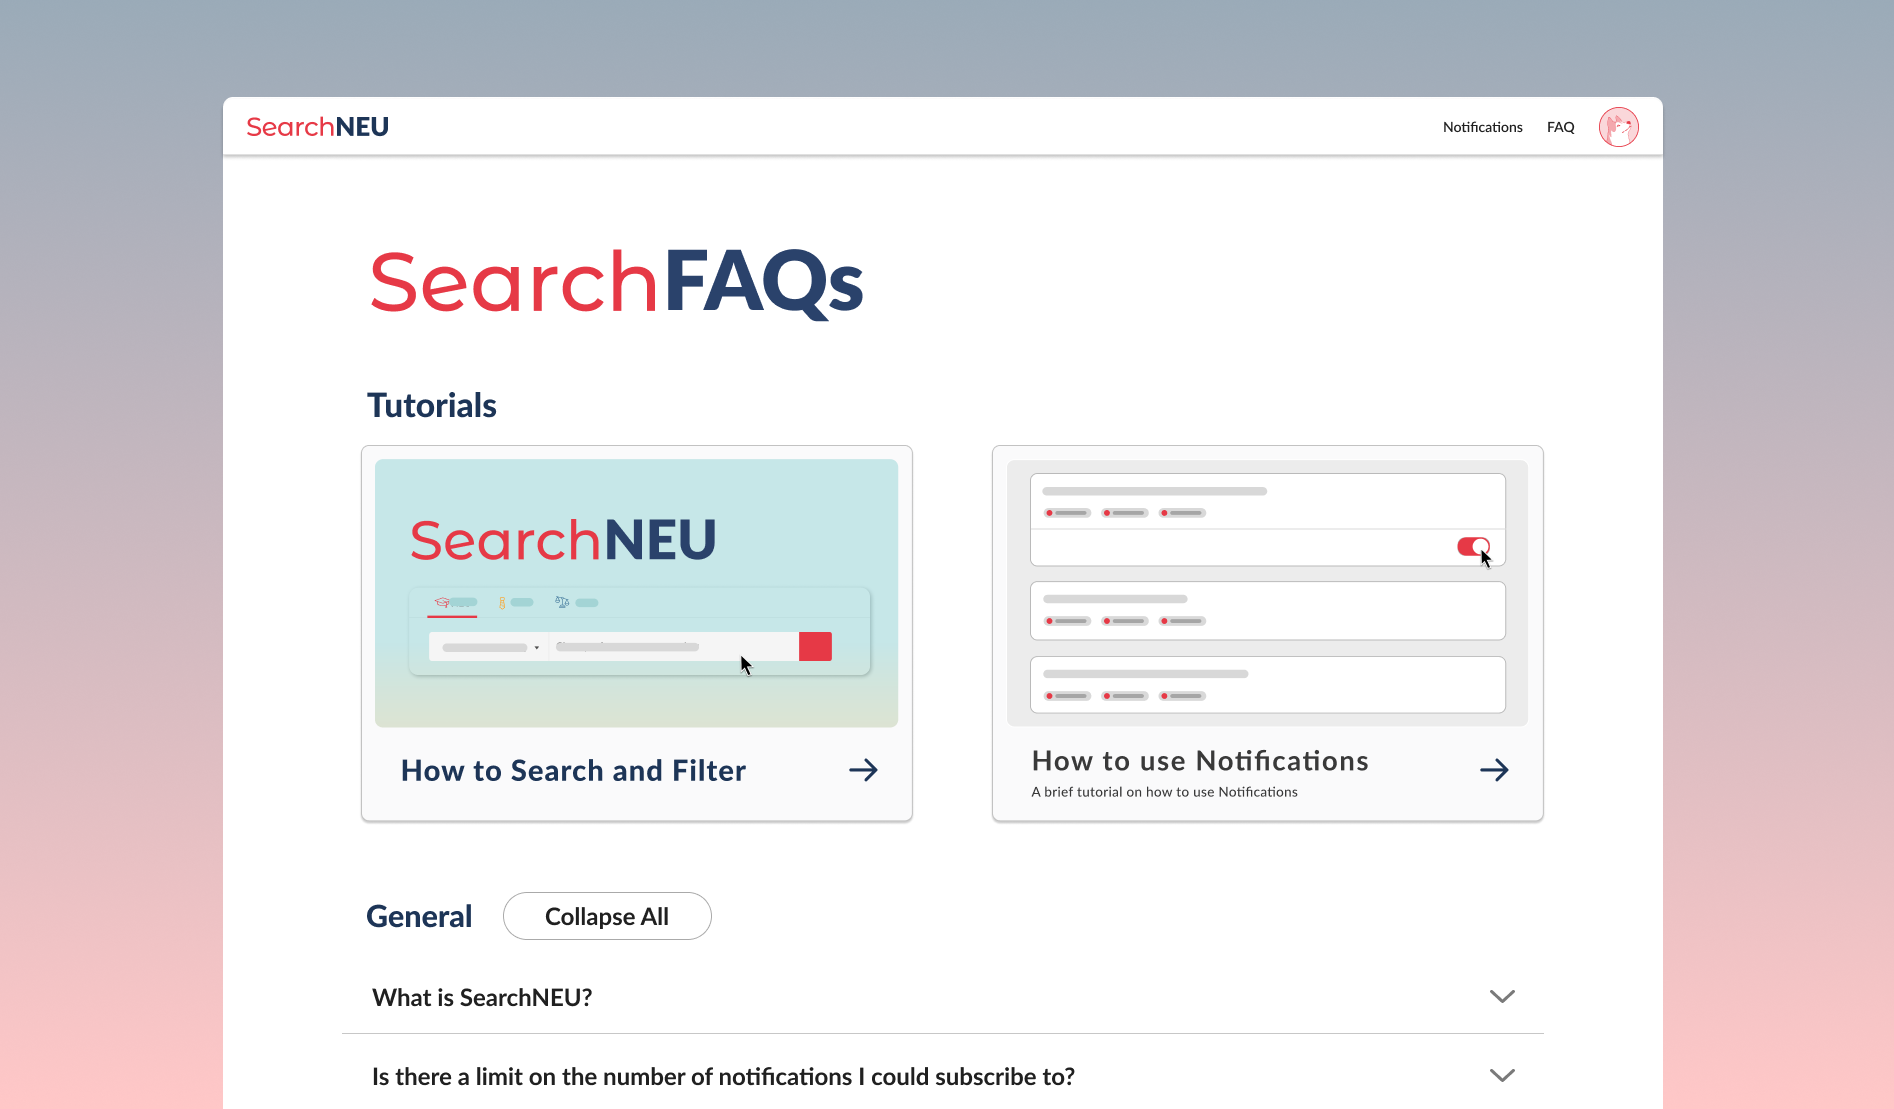 SearchNEU
Notifications
FAQ
SearchFAQs
Tutorials
SearchNEU
How to Search and Filter
How to use Notifications
A brief tutorial on how to use Notifications
General
Collapse All
What is SearchNEU?
Is there a limit on the number of notifications I could subscribe to?